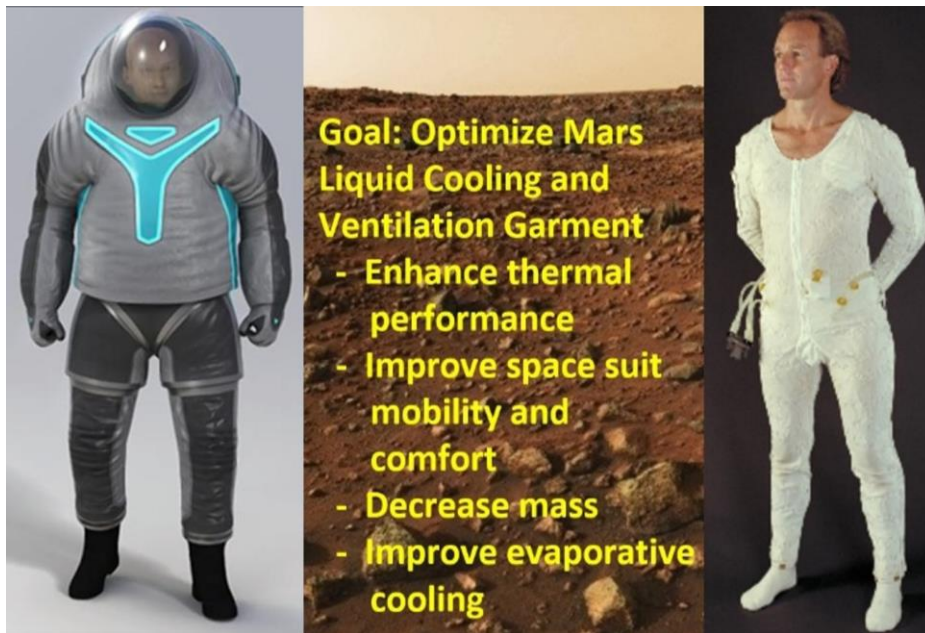 Goal: Optimize Mars
Liquid Cooling and
Ventilation Garment
- Enhance thermal
performance
- Improve space suit
mobility and
comfort
- Decrease mass
- Improve evaporative
cooling